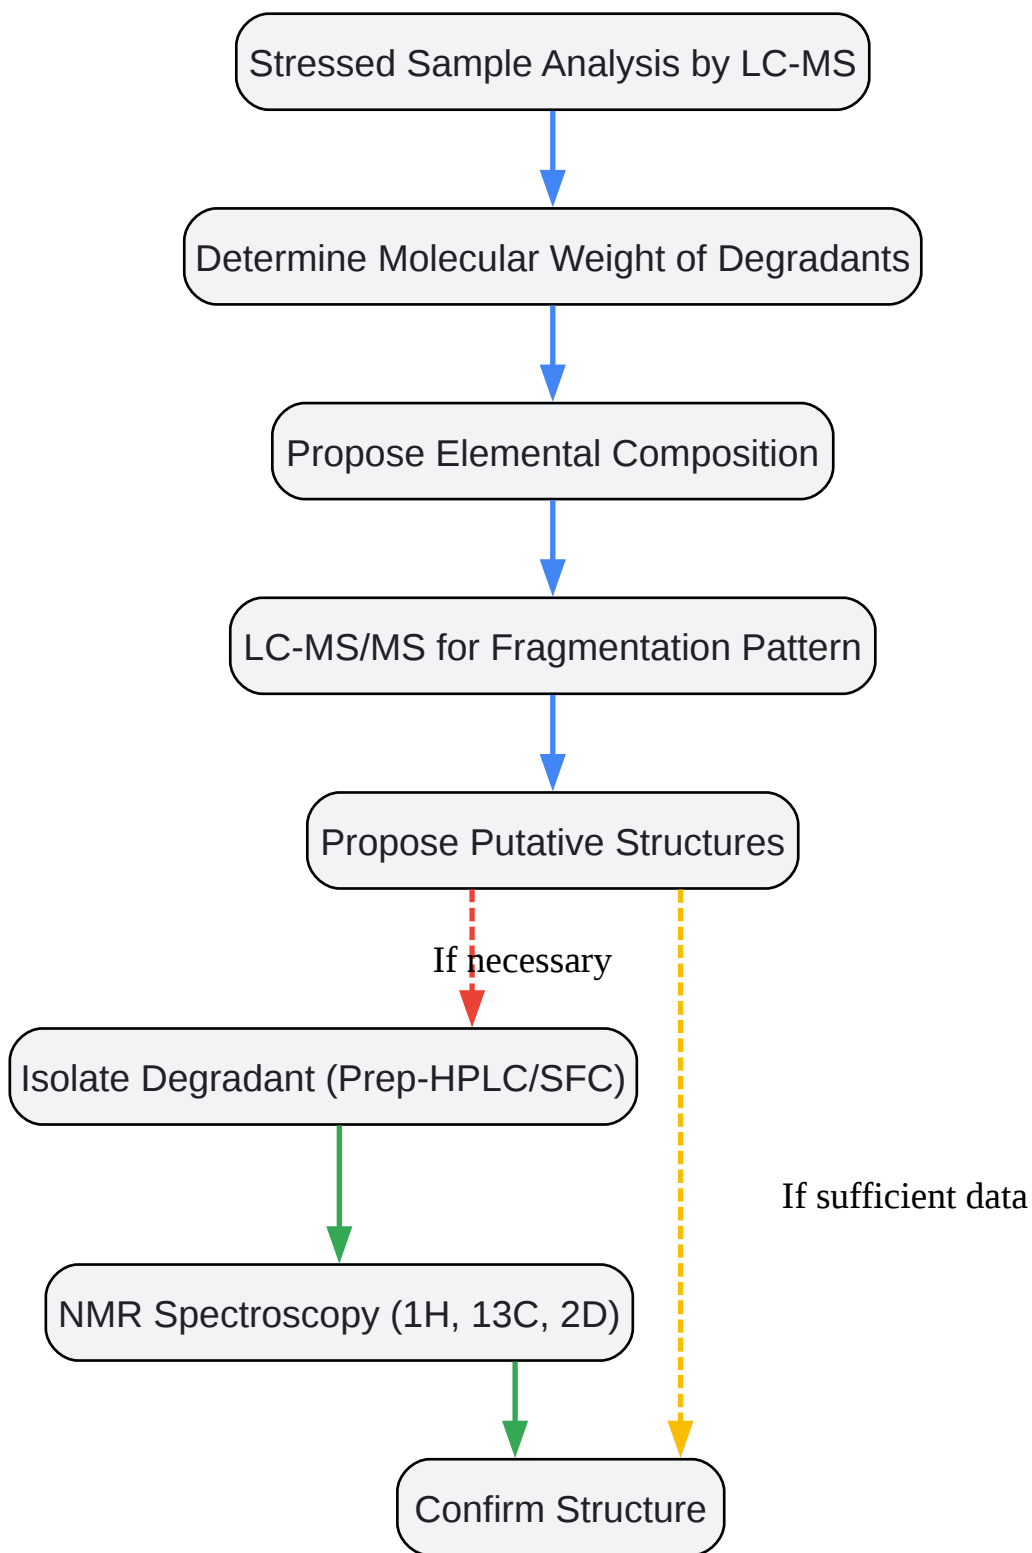 Stressed Sample Analysis by LC-MS
Determine Molecular Weight of Degradants
Propose Elemental Composition
LC-MS/MS for Fragmentation Pattern
Propose Putative Structures
If necessary
Isolate Degradant (Prep-HPLC/SFC)
If sufficient data
NMR Spectroscopy (1H, 13C, 2D)
Confirm Structure